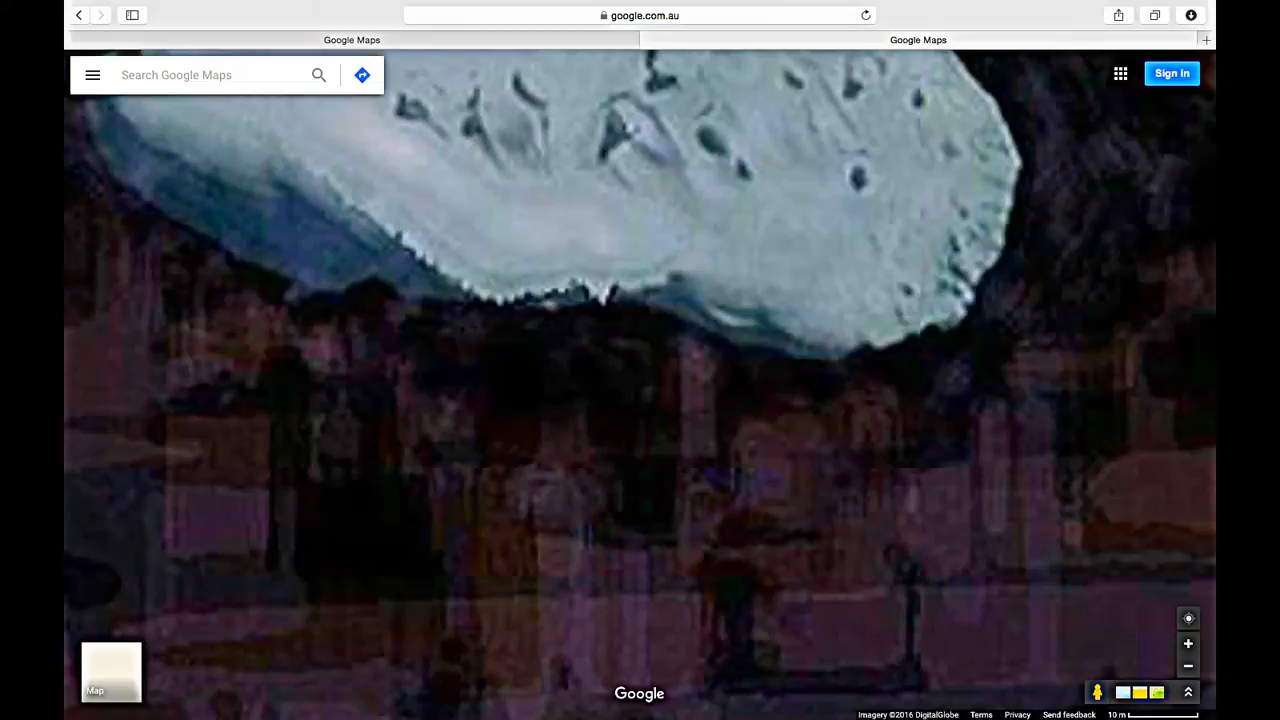 google.com.au
Google Maps
Google Maps
Search Google Maps
Sign in
Map
Google
Imagery ©2016 DigitalGlobe Terms Privacy Send feedback 10 m